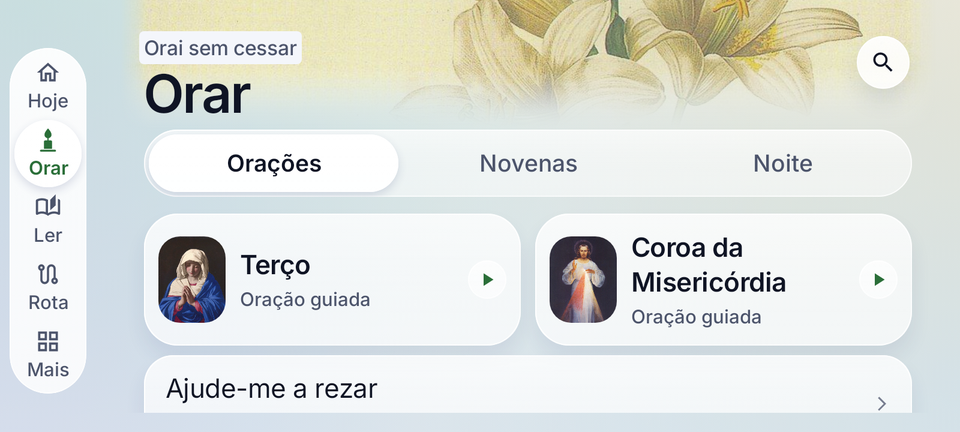 Orai sem cessar
Orar
Hoje
Orar
Ler
Rota
Mais
Orações
Novenas
Noite
Terço
Oração guiada
Coroa da
Misericórdia
Oração guiada
Ajude-me a rezar